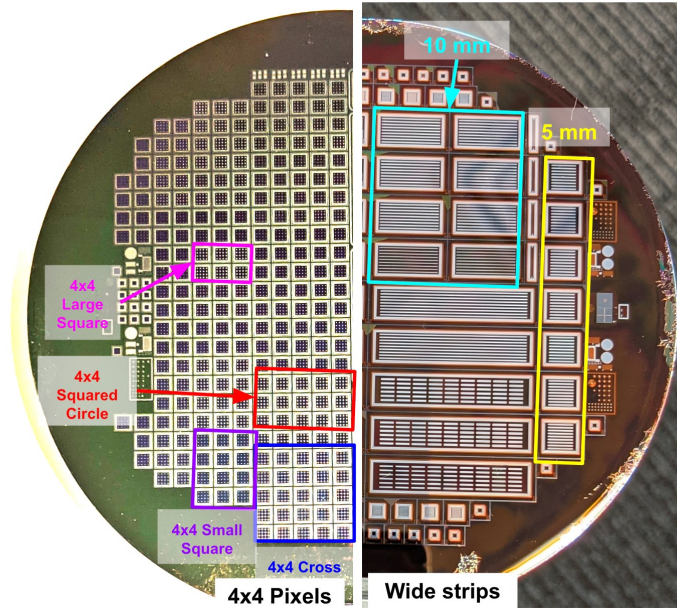 10 mm
5 mm
4x4
Large
Square
4x4
Squared
Circle
4x4 Small
Square
4x4 Cross
4x4 Pixels
Wide strips